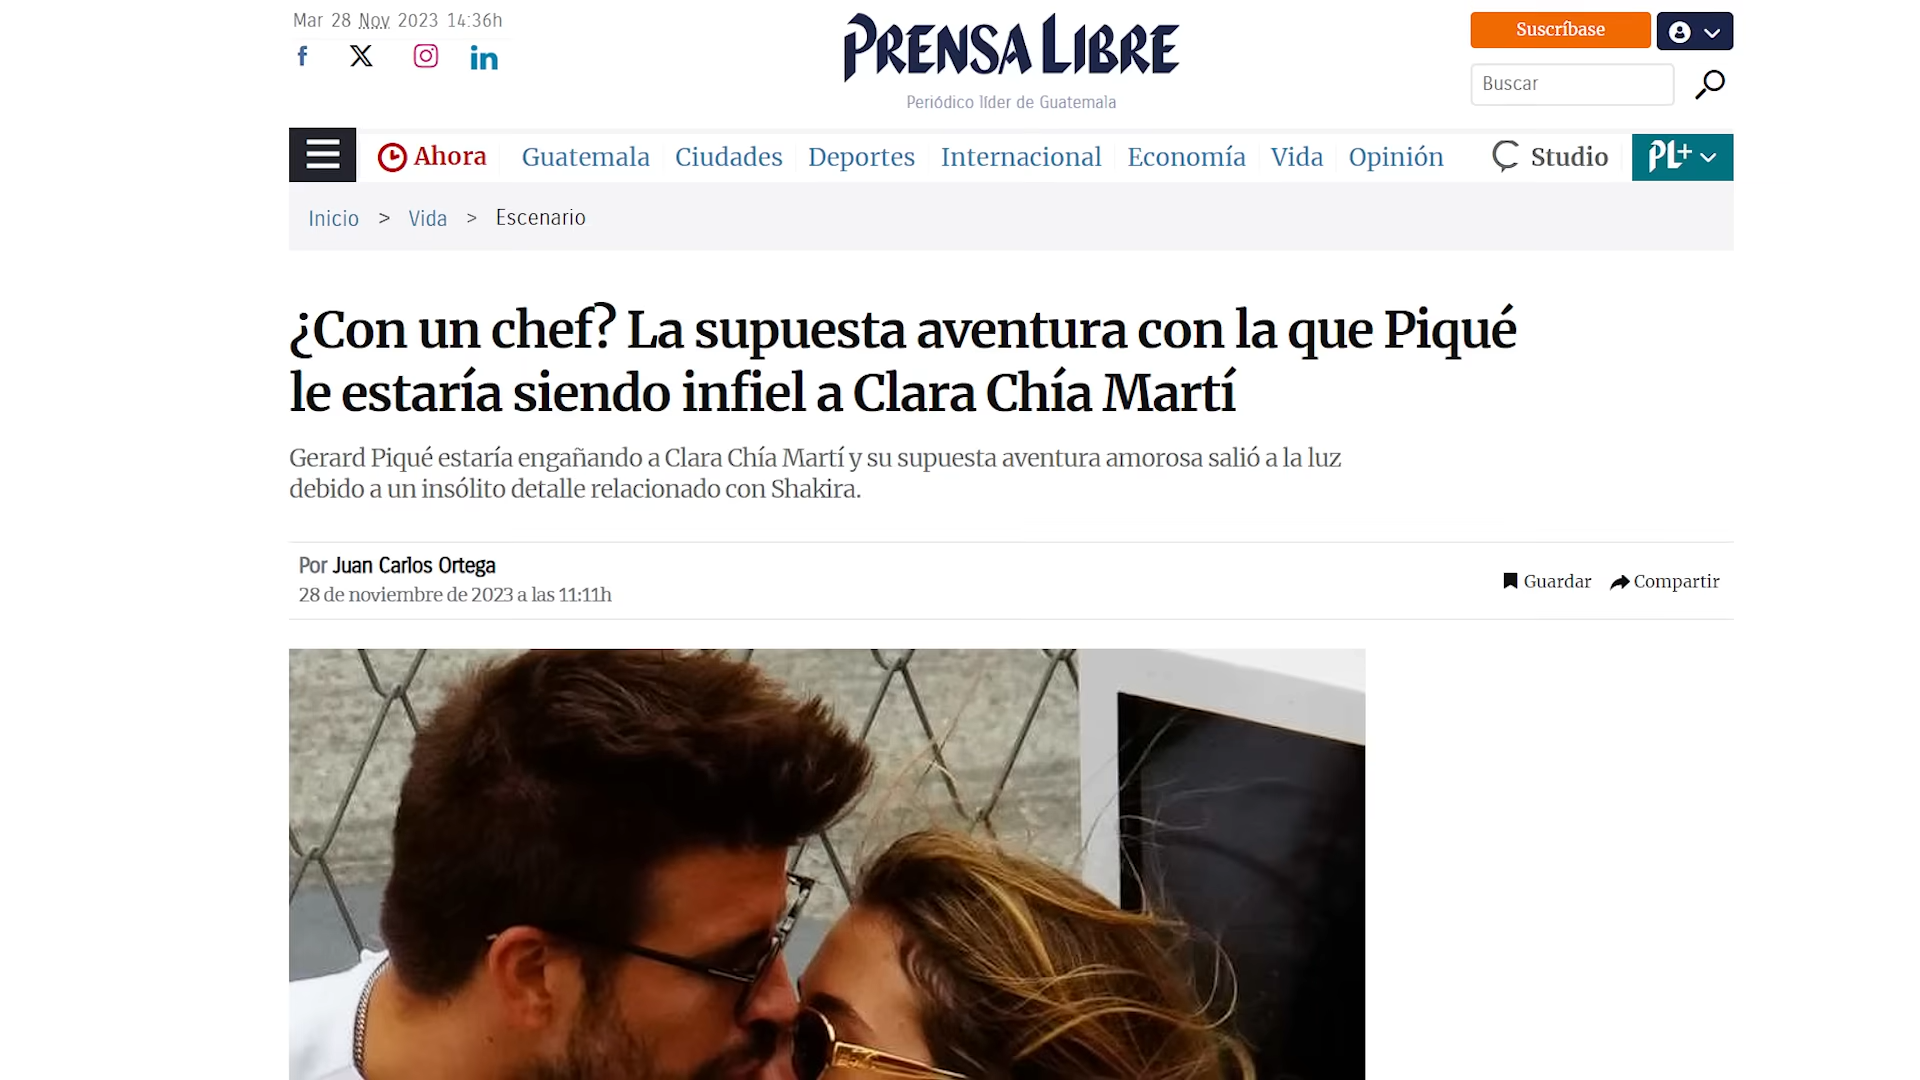 Mar 28 Nov 2023 14:36h
PRENSA LIBRE
Periódico líder de Guatemala
Suscríbase
Buscar
Ahora Guatemala Ciudades Deportes Internacional Economía Vida Opinión Studio PL+
Inicio > Vida > Escenario
¿Con un chef? La supuesta aventura con la que Piqué
le estaría siendo infiel a Clara Chía Martí
Gerard Piqué estaría engañando a Clara Chía Martí y su supuesta aventura amorosa salió a la luz
debido a un insólito detalle relacionado con Shakira.
Por Juan Carlos Ortega
28 de noviembre de 2023 a las 11:11h
Guardar Compartir